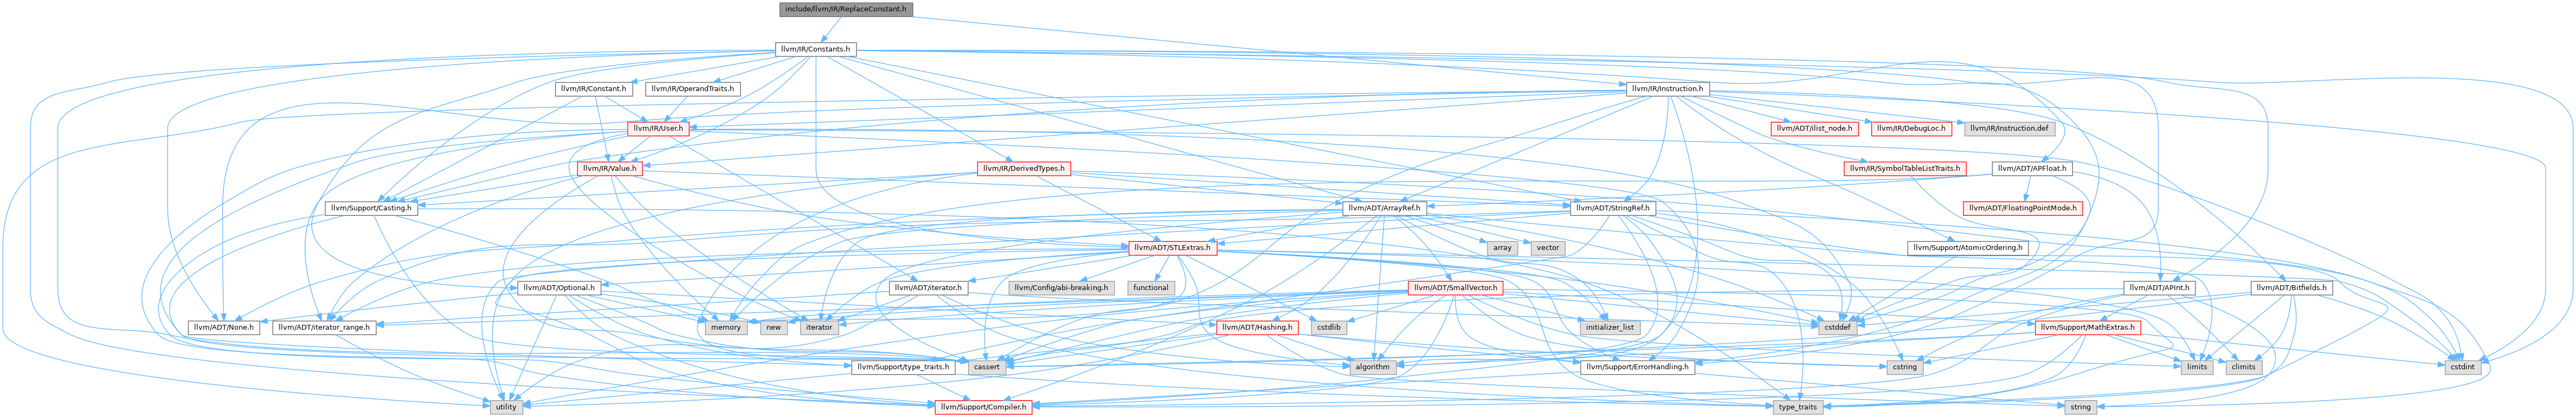 include/llvm/IR/ReplaceConstant.h
llvm/IR/Constants.h
llvm/IR/Constant.h
llvm/IR/OperandTraits.h
llvm/IR/Instruction.h
llvm/IR/User.h
llvm/ADT/ilist_node.h
llvm/IR/DebugLoc.h
llvm/IR/Instruction.def
llvm/IR/Value.h
llvm/IR/DerivedTypes.h
llvm/IR/SymbolTableListTraits.h
llvm/ADT/APFloat.h
llvm/Support/Casting.h
llvm/ADT/ArrayRef.h
llvm/ADT/StringRef.h
llvm/ADT/FloatingPointMode.h
llvm/ADT/STLExtras.h
array
vector
llvm/Support/AtomicOrdering.h
llvm/ADT/Optional.h
llvm/ADT/iterator.h
llvm/Config/abi-breaking.h
functional
llvm/ADT/SmallVector.h
llvm/ADT/APInt.h
llvm/ADT/Bitfields.h
llvm/ADT/None.h
llvm/ADT/iterator_range.h
memory
new
iterator
llvm/ADT/Hashing.h
cstdlib
initializer_list
cstddef
llvm/Support/MathExtras.h
llvm/Support/type_traits.h
cassert
algorithm
llvm/Support/ErrorHandling.h
cstring
limits
climits
cstdint
utility
llvm/Support/Compiler.h
type_traits
string